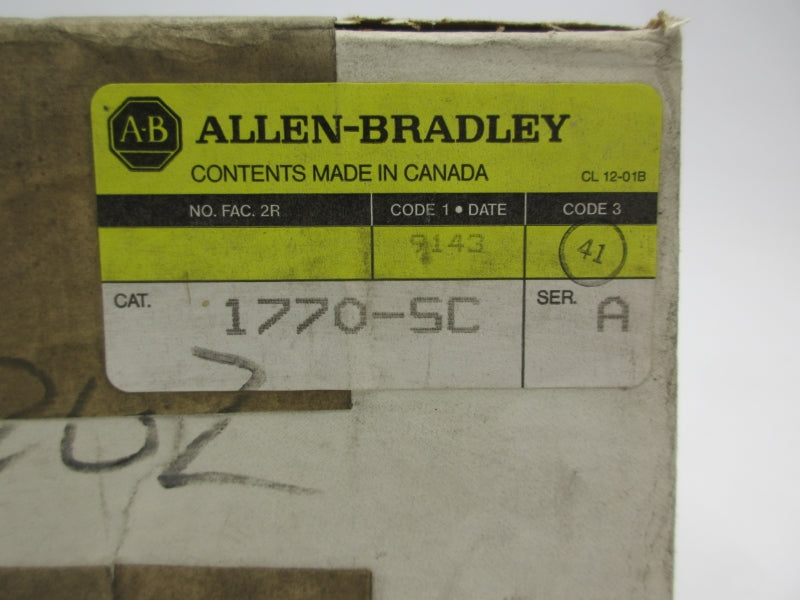 A·B ALLEN-BRADLEY
CONTENTS MADE IN CANADA CL 12-01B
NO. FAC. 2R CODE 1 • DATE CODE 3
9143 41
CAT. 1770-SC SER. A